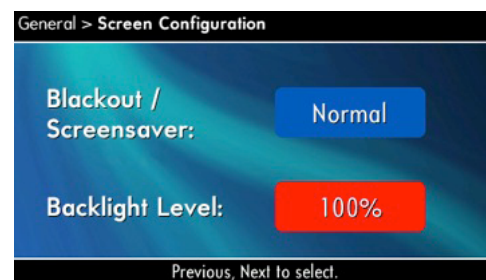 General > Screen Configuration
Blackout /
Screensaver:
Normal
Backlight Level:
100%
Previous, Next to select.